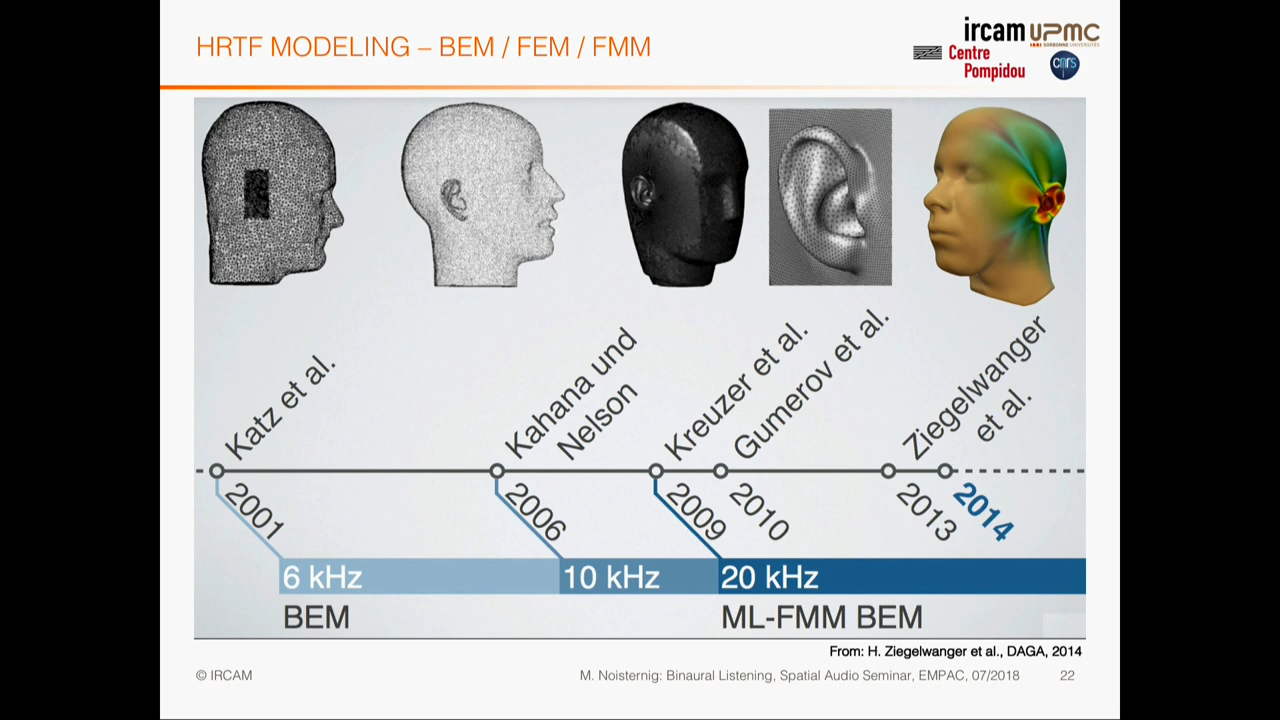 HRTF MODELING – BEM / FEM / FMM
ircam UPMC
SORBONNE UNIVERSITÉS
Centre
Pompidou
cnrs
Katz et al.
Kahana und
Nelson
Kreuzer et al.
Gumerov et al.
Ziegelwanger
et al.
2001
2006
2009
2010
2013
2014
6 kHz
10 kHz
20 kHz
BEM
ML-FMM BEM
From: H. Ziegelwanger et al., DAGA, 2014
© IRCAM
M. Noisternig: Binaural Listening, Spatial Audio Seminar, EMPAC, 07/2018
22